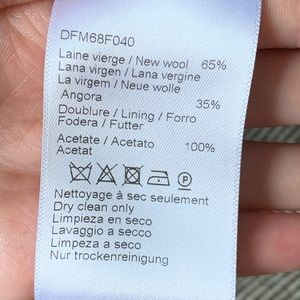 DFM68F040
Laine vierge / New wool 65%
Lana virgen / Lana vergine
La virgem / Neue wolle
Angora 35%
Doublure / Lining / Forro
Fodera / Futter
Acetate / Acetato 100%
Acetat
P
Nettoyage à sec seulement
Dry clean only
Limpieza en seco
Lavaggio a secco
Limpeza a seco
Nur trockenreinigung